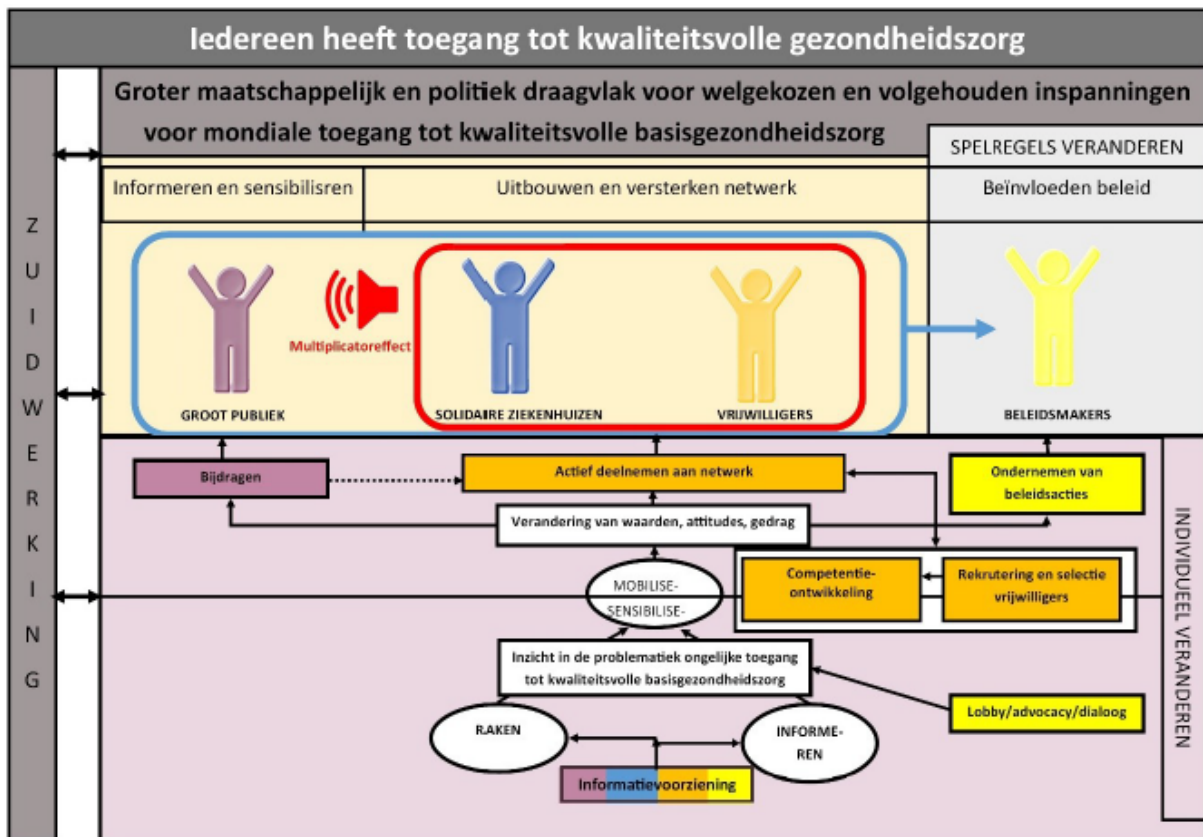 Iedereen heeft toegang tot kwaliteitsvolle gezondheidszorg
Groter maatschappelijk en politiek draagvlak voor welgekozen en volgehouden inspanningen
voor mondiale toegang tot kwaliteitsvolle basisgezondheidszorg
SPELREGELS VERANDEREN
Informeren en sensibilisren
Uitbouwen en versterken netwerk
Beïnvloeden beleid
ZUIDWERKING
Multiplicatoreffect
GROOT PUBLIEK
SOLIDAIRE ZIEKENHUIZEN
VRIJWILLIGERS
BELEIDSMAKERS
Bijdragen
Actief deelnemen aan netwerk
Ondernemen van
beleidsacties
Verandering van waarden, attitudes, gedrag
INDIVIDUEEL VERANDEREN
MOBILISE-
SENSIBILISE-
Competentie-
ontwikkeling
Rekrutering en selectie
vrijwilligers
Inzicht in de problematiek ongelijke toegang
tot kwaliteitsvolle basisgezondheidszorg
Lobby/advocacy/dialoog
RAKEN
INFORME-
REN
Informatievoorziening